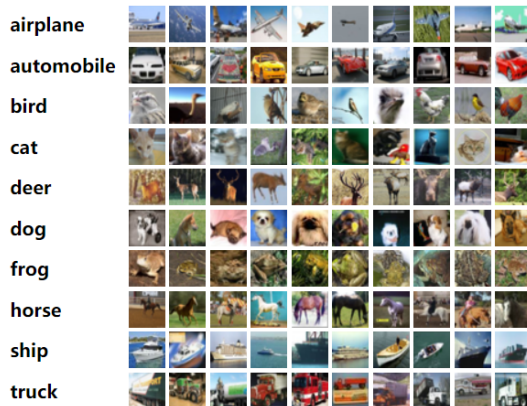 airplane
automobile
bird
cat
deer
dog
frog
horse
ship
truck